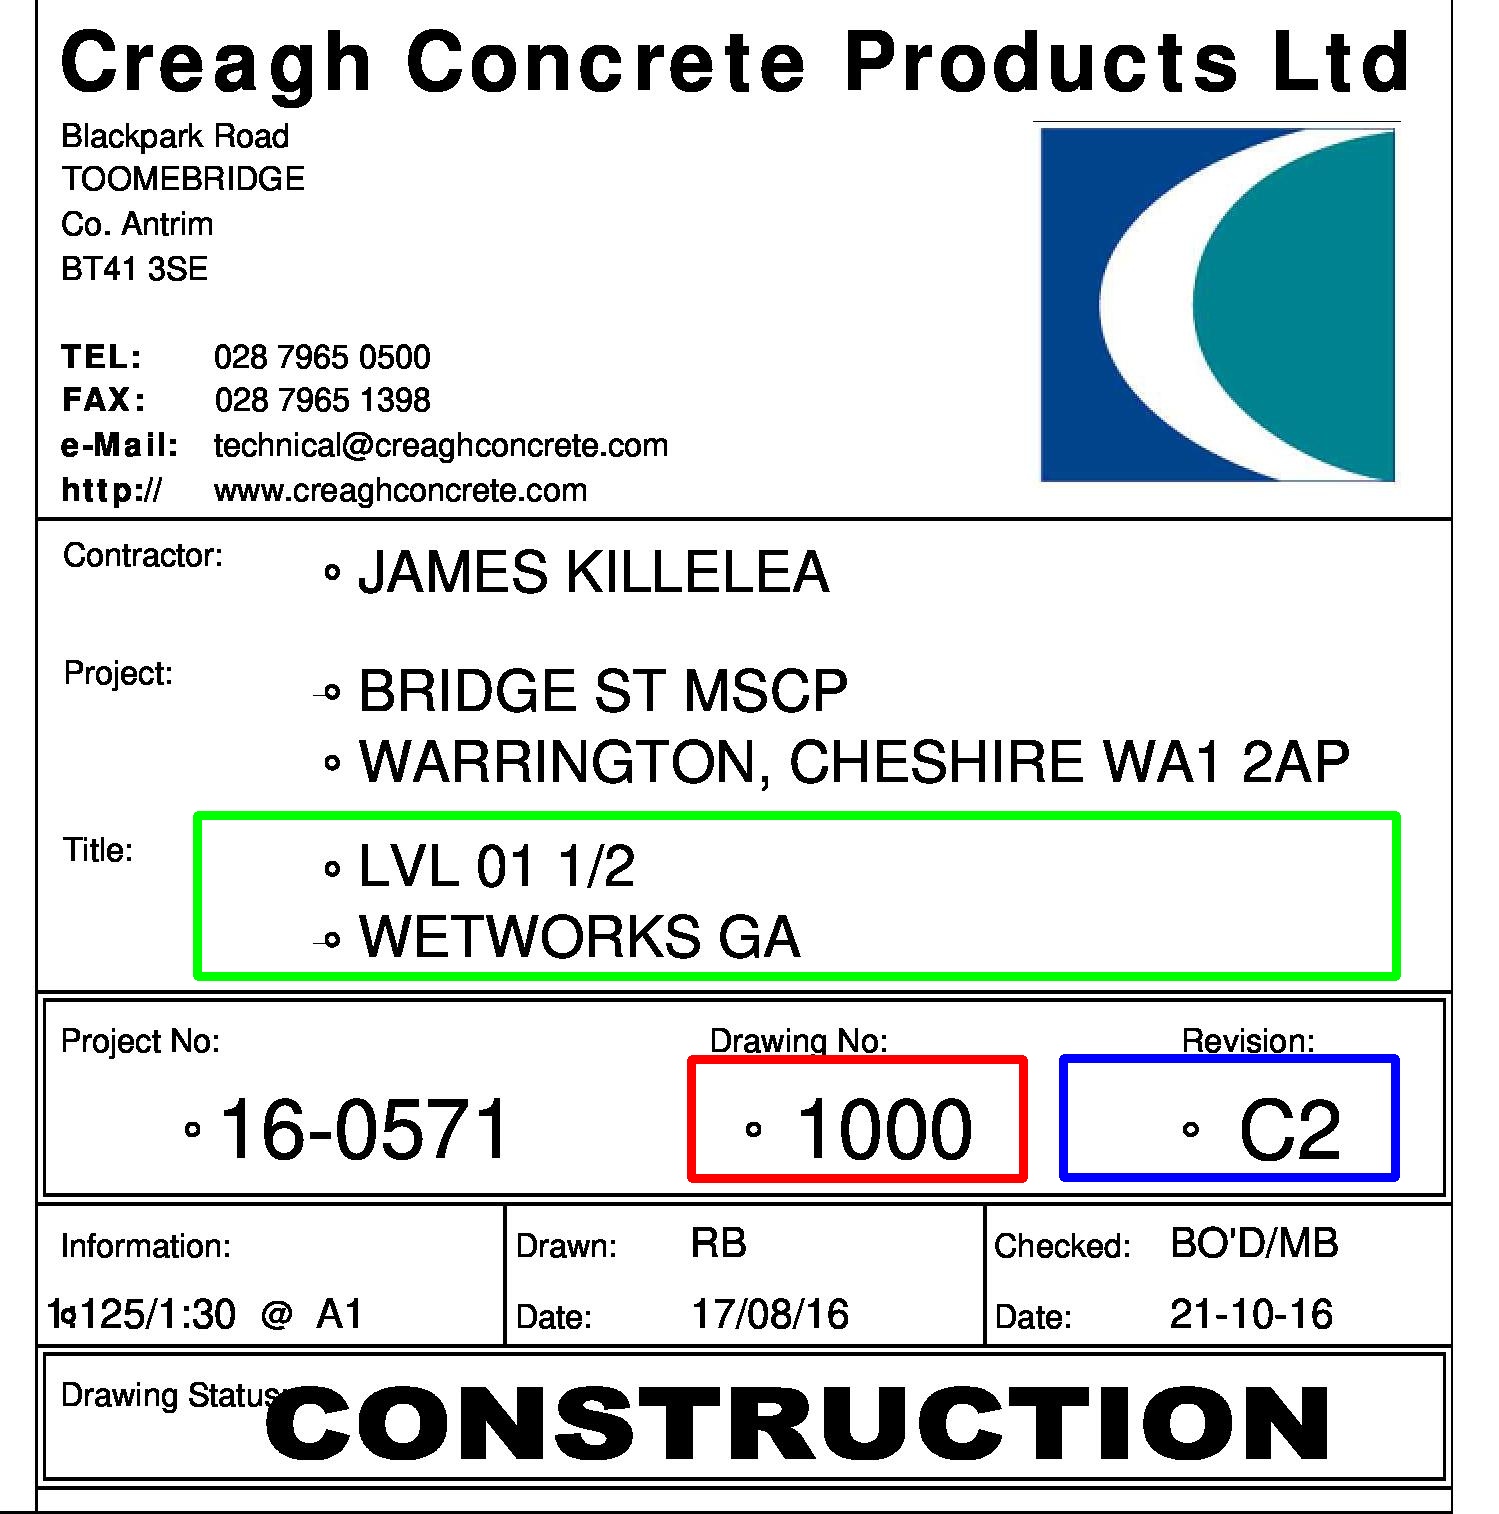 Creagh Concrete Products Ltd
Blackpark Road
TOOMEBRIDGE
Co. Antrim
BT41 3SE
TEL: 028 7965 0500
FAX: 028 7965 1398
e-Mail: technical@creaghconcrete.com
http:// www.creaghconcrete.com
Contractor: JAMES KILLELEA
Project: BRIDGE ST MSCP
WARRINGTON, CHESHIRE WA1 2AP
Title: LVL 01 1/2
WETWORKS GA
Project No: Drawing No: Revision:
16-0571 1000 C2
Information: Drawn: RB Checked: BO'D/MB
1:125/1:30 @ A1 Date: 17/08/16 Date: 21-10-16
Drawing Status: CONSTRUCTION